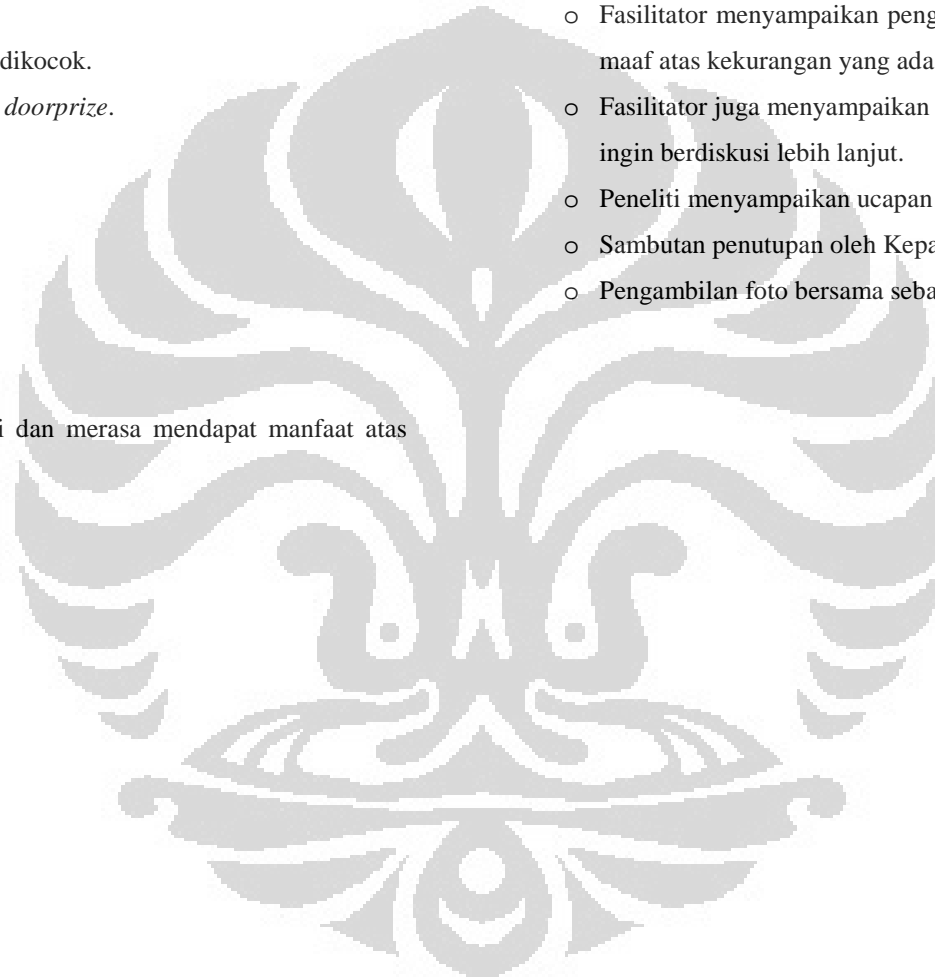 dikocok.
doorprize.
i dan merasa mendapat manfaat atas
o Fasilitator menyampaikan peng
maaf atas kekurangan yang ada
o Fasilitator juga menyampaikan
ingin berdiskusi lebih lanjut.
o Peneliti menyampaikan ucapan
o Sambutan penutupan oleh Kepa
o Pengambilan foto bersama seba